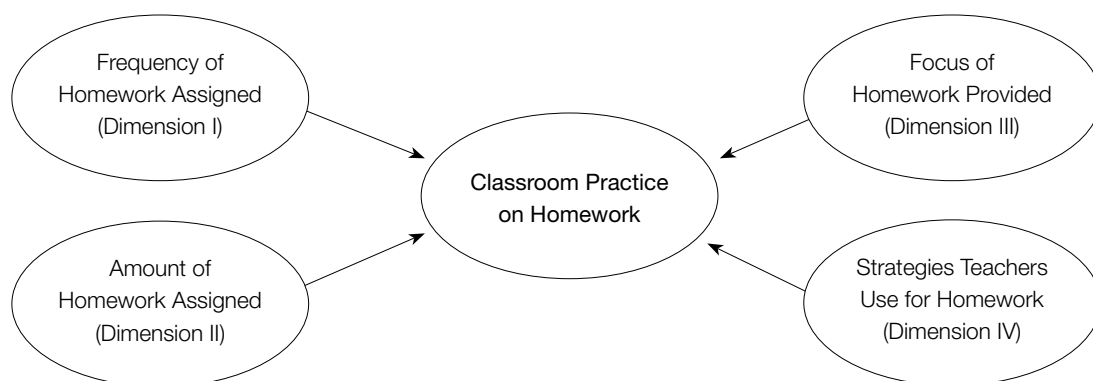 Frequency of
Homework Assigned
(Dimension I)
Amount of
Homework Assigned
(Dimension II)
Classroom Practice
on Homework
Focus of
Homework Provided
(Dimension III)
Strategies Teachers
Use for Homework
(Dimension IV)